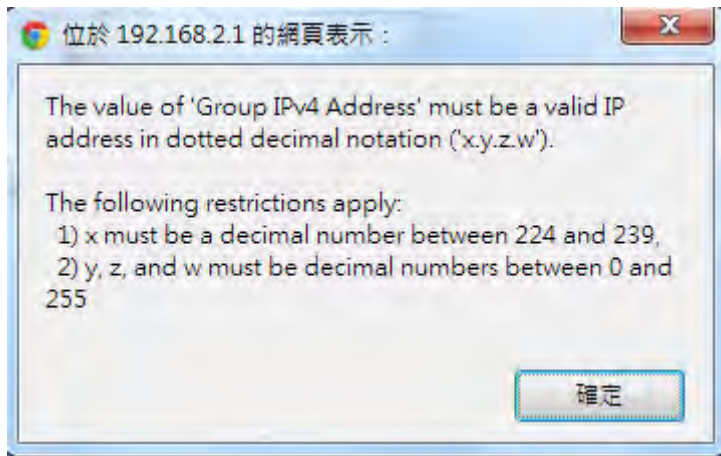 位於 192.168.2.1 的網頁表示：
The value of 'Group IPv4 Address' must be a valid IP
address in dotted decimal notation ('x.y.z.w').
The following restrictions apply:
1) x must be a decimal number between 224 and 239,
2) y, z, and w must be decimal numbers between 0 and
255
確定